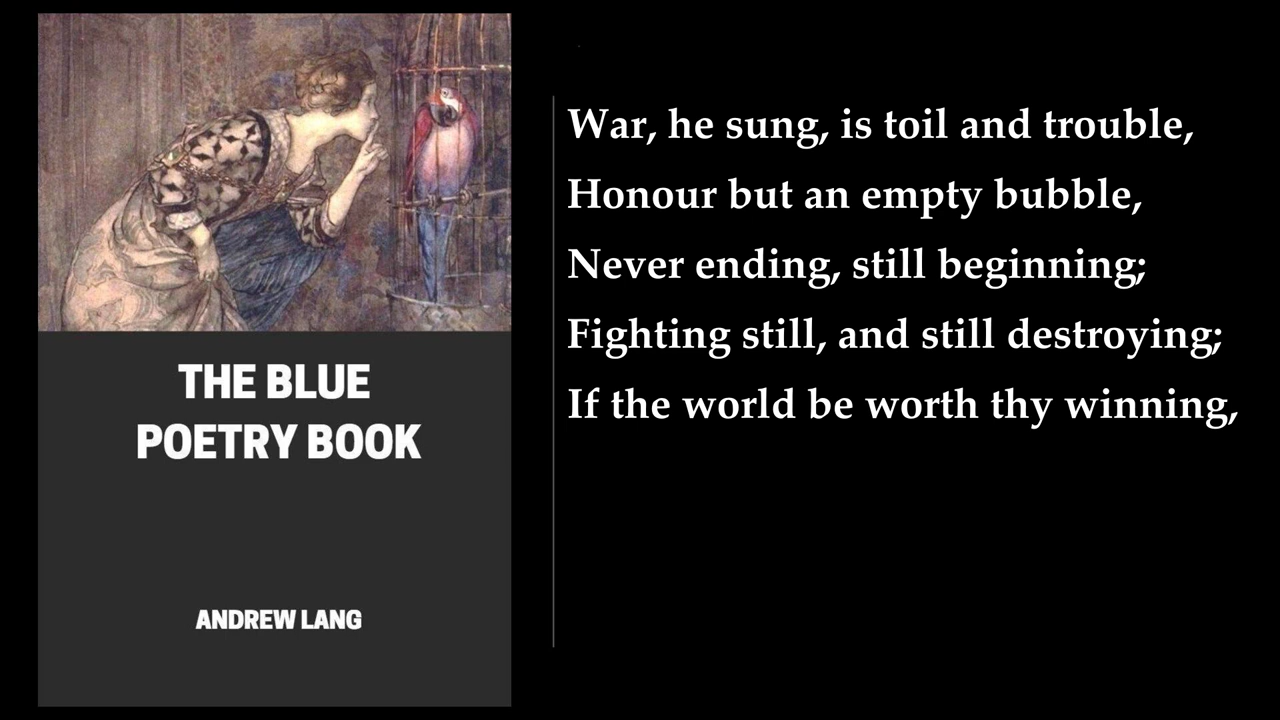 THE BLUE
POETRY BOOK
ANDREW LANG
War, he sung, is toil and trouble,
Honour but an empty bubble,
Never ending, still beginning;
Fighting still, and still destroying;
If the world be worth thy winning,